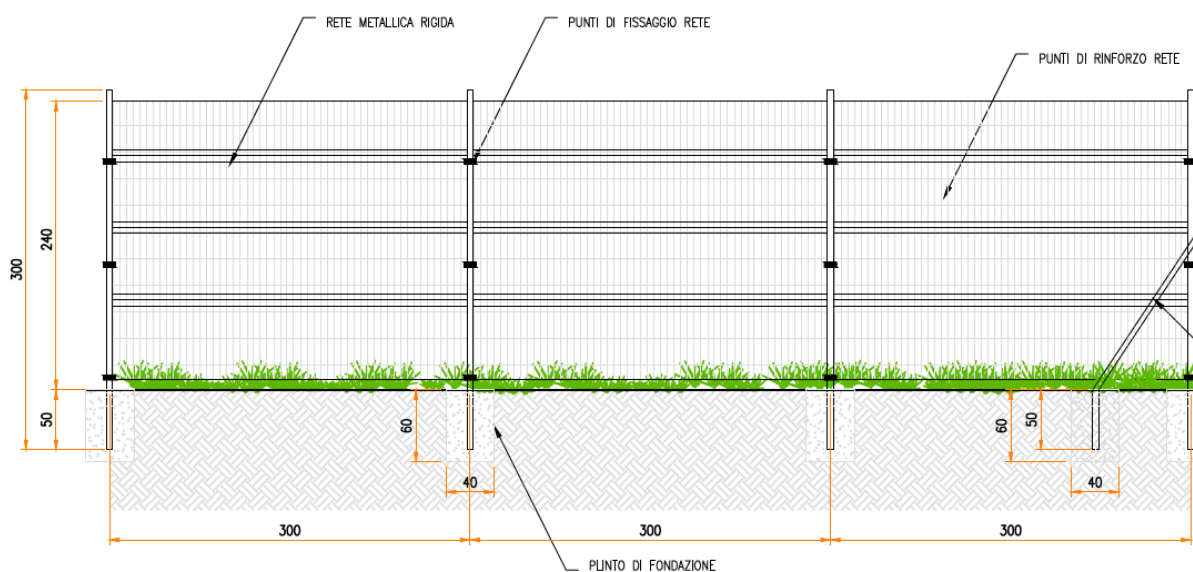 RETE METALLICA RIGIDA
PUNTI DI FISSAGGIO RETE
PUNTI DI RINFORZO RETE
300
240
50
60
40
60
50
40
300
300
300
PUNTO DI FONDAZIONE